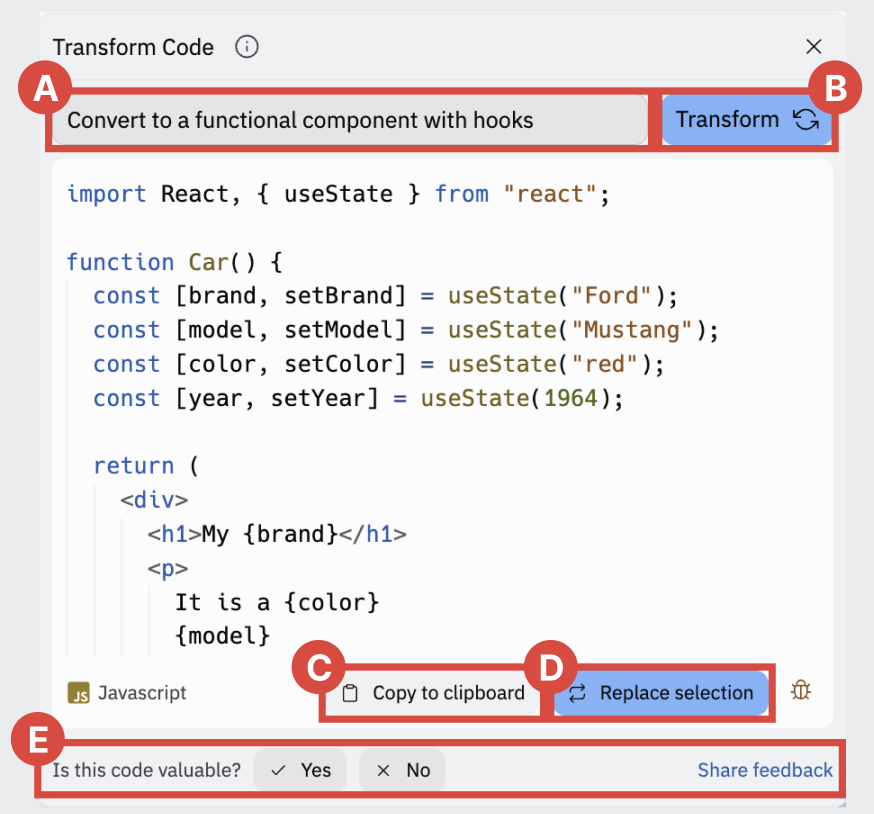 Transform Code
A
B
Convert to a functional component with hooks
Transform
import React, { useState } from "react";
function Car() {
const [brand, setBrand] = useState("Ford");
const [model, setModel] = useState("Mustang");
const [color, setColor] = useState("red");
const [year, setYear] = useState(1964);
return (
<div>
<h1>My {brand}</h1>
<p>
It is a {color}
{model}
C
D
JS Javascript
Copy to clipboard
Replace selection
E
Is this code valuable? Yes No Share feedback